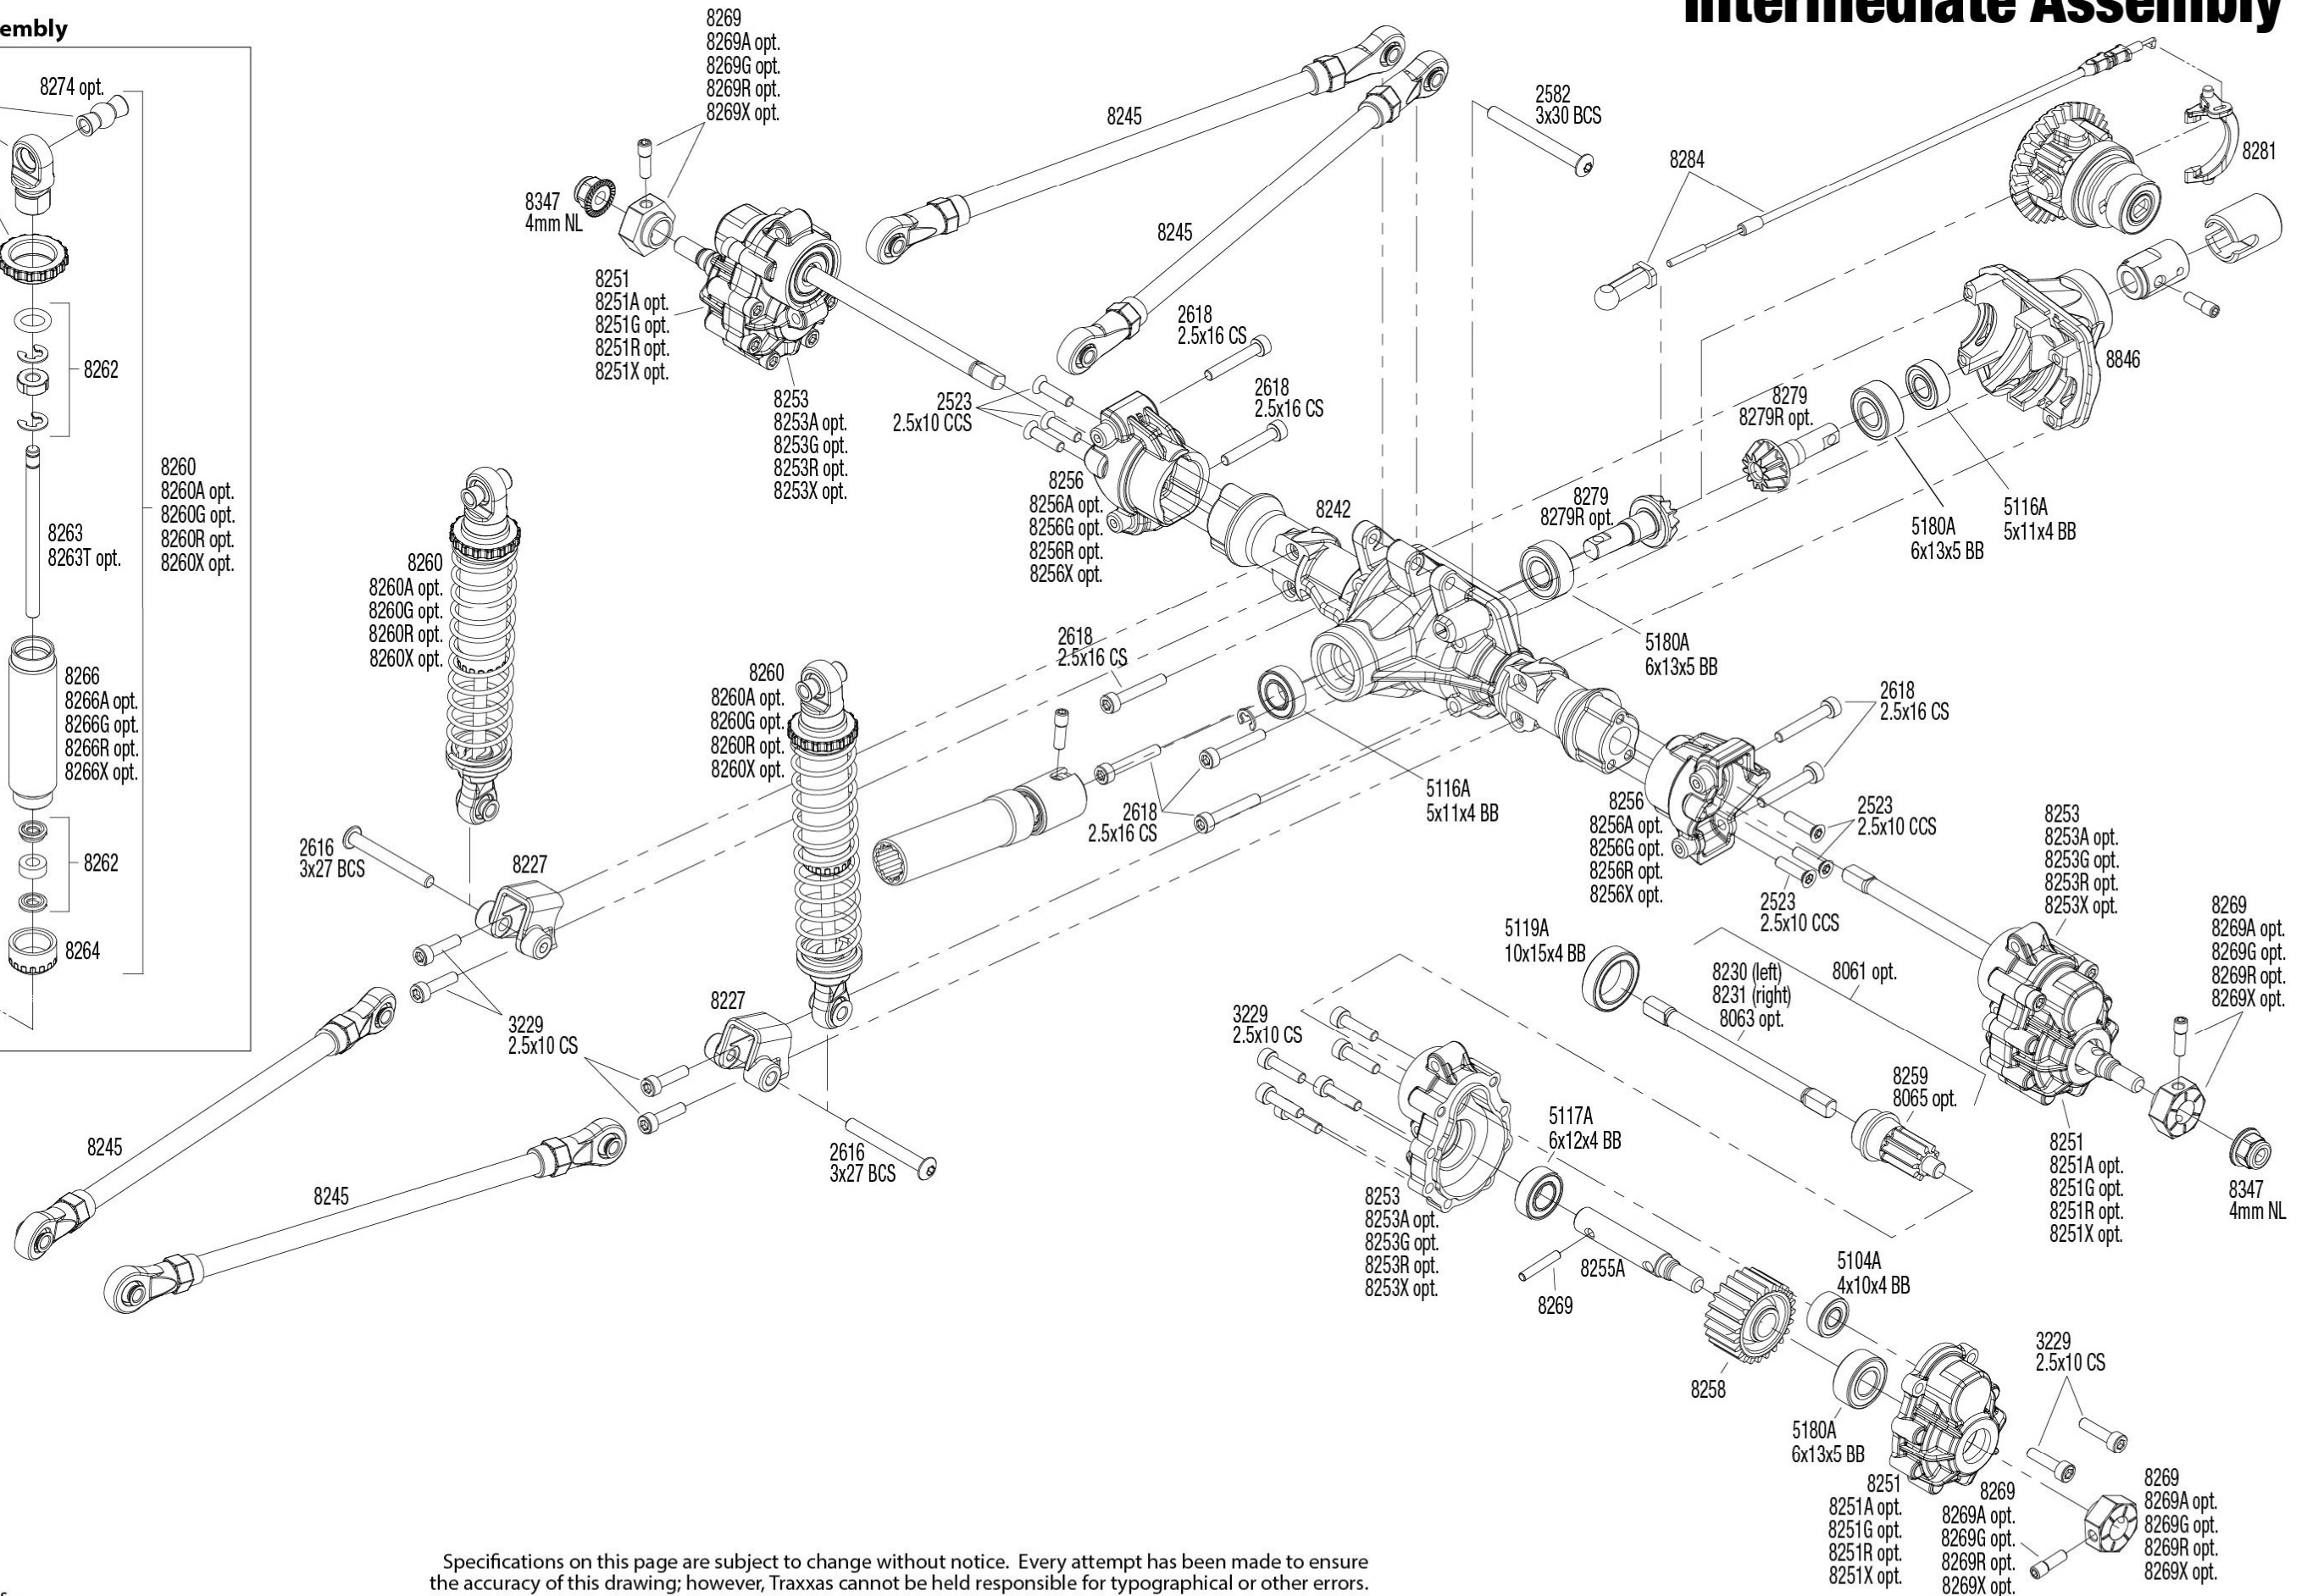 Intermediate Assembly
embly
8274 opt.
8262
8263
8263T opt.
8260
8260A opt.
8260G opt.
8260R opt.
8260X opt.
8266
8266A opt.
8266G opt.
8266R opt.
8266X opt.
8262
8264
8269
8269A opt.
8269G opt.
8269R opt.
8269X opt.
8347
4mm NL
8251
8251A opt.
8251G opt.
8251R opt.
8251X opt.
8253
8253A opt.
8253G opt.
8253R opt.
8253X opt.
8245
8245
2582
3x30 BCS
8284
8281
2618
2.5x16 CS
2618
2.5x16 CS
2523
2.5x10 CCS
8256
8256A opt.
8256G opt.
8256R opt.
8256X opt.
8242
8279
8279R opt.
8279
8279R opt.
8846
5116A
5x11x4 BB
5180A
6x13x5 BB
5180A
6x13x5 BB
8260
8260A opt.
8260G opt.
8260R opt.
8260X opt.
8260
8260A opt.
8260G opt.
8260R opt.
8260X opt.
2618
2.5x16 CS
2618
2.5x16 CS
5116A
5x11x4 BB
2618
2.5x16 CS
8256
8256A opt.
8256G opt.
8256R opt.
8256X opt.
2523
2.5x10 CCS
2523
2.5x10 CCS
8253
8253A opt.
8253G opt.
8253R opt.
8253X opt.
8269
8269A opt.
8269G opt.
8269R opt.
8269X opt.
2616
3x27 BCS
8227
8227
3229
2.5x10 CS
2616
3x27 BCS
8245
8245
5119A
10x15x4 BB
8230 (left)
8231 (right)
8063 opt.
8061 opt.
8259
8065 opt.
3229
2.5x10 CS
5117A
6x12x4 BB
8253
8253A opt.
8253G opt.
8253R opt.
8253X opt.
8255A
8269
8251
8251A opt.
8251G opt.
8251R opt.
8251X opt.
8347
4mm NL
5104A
4x10x4 BB
8258
5180A
6x13x5 BB
3229
2.5x10 CS
8251
8251A opt.
8251G opt.
8251R opt.
8251X opt.
8269
8269A opt.
8269G opt.
8269R opt.
8269X opt.
8269
8269A opt.
8269G opt.
8269R opt.
8269X opt.
Specifications on this page are subject to change without notice. Every attempt has been made to ensure
the accuracy of this drawing; however, Traxxas cannot be held responsible for typographical or other errors.